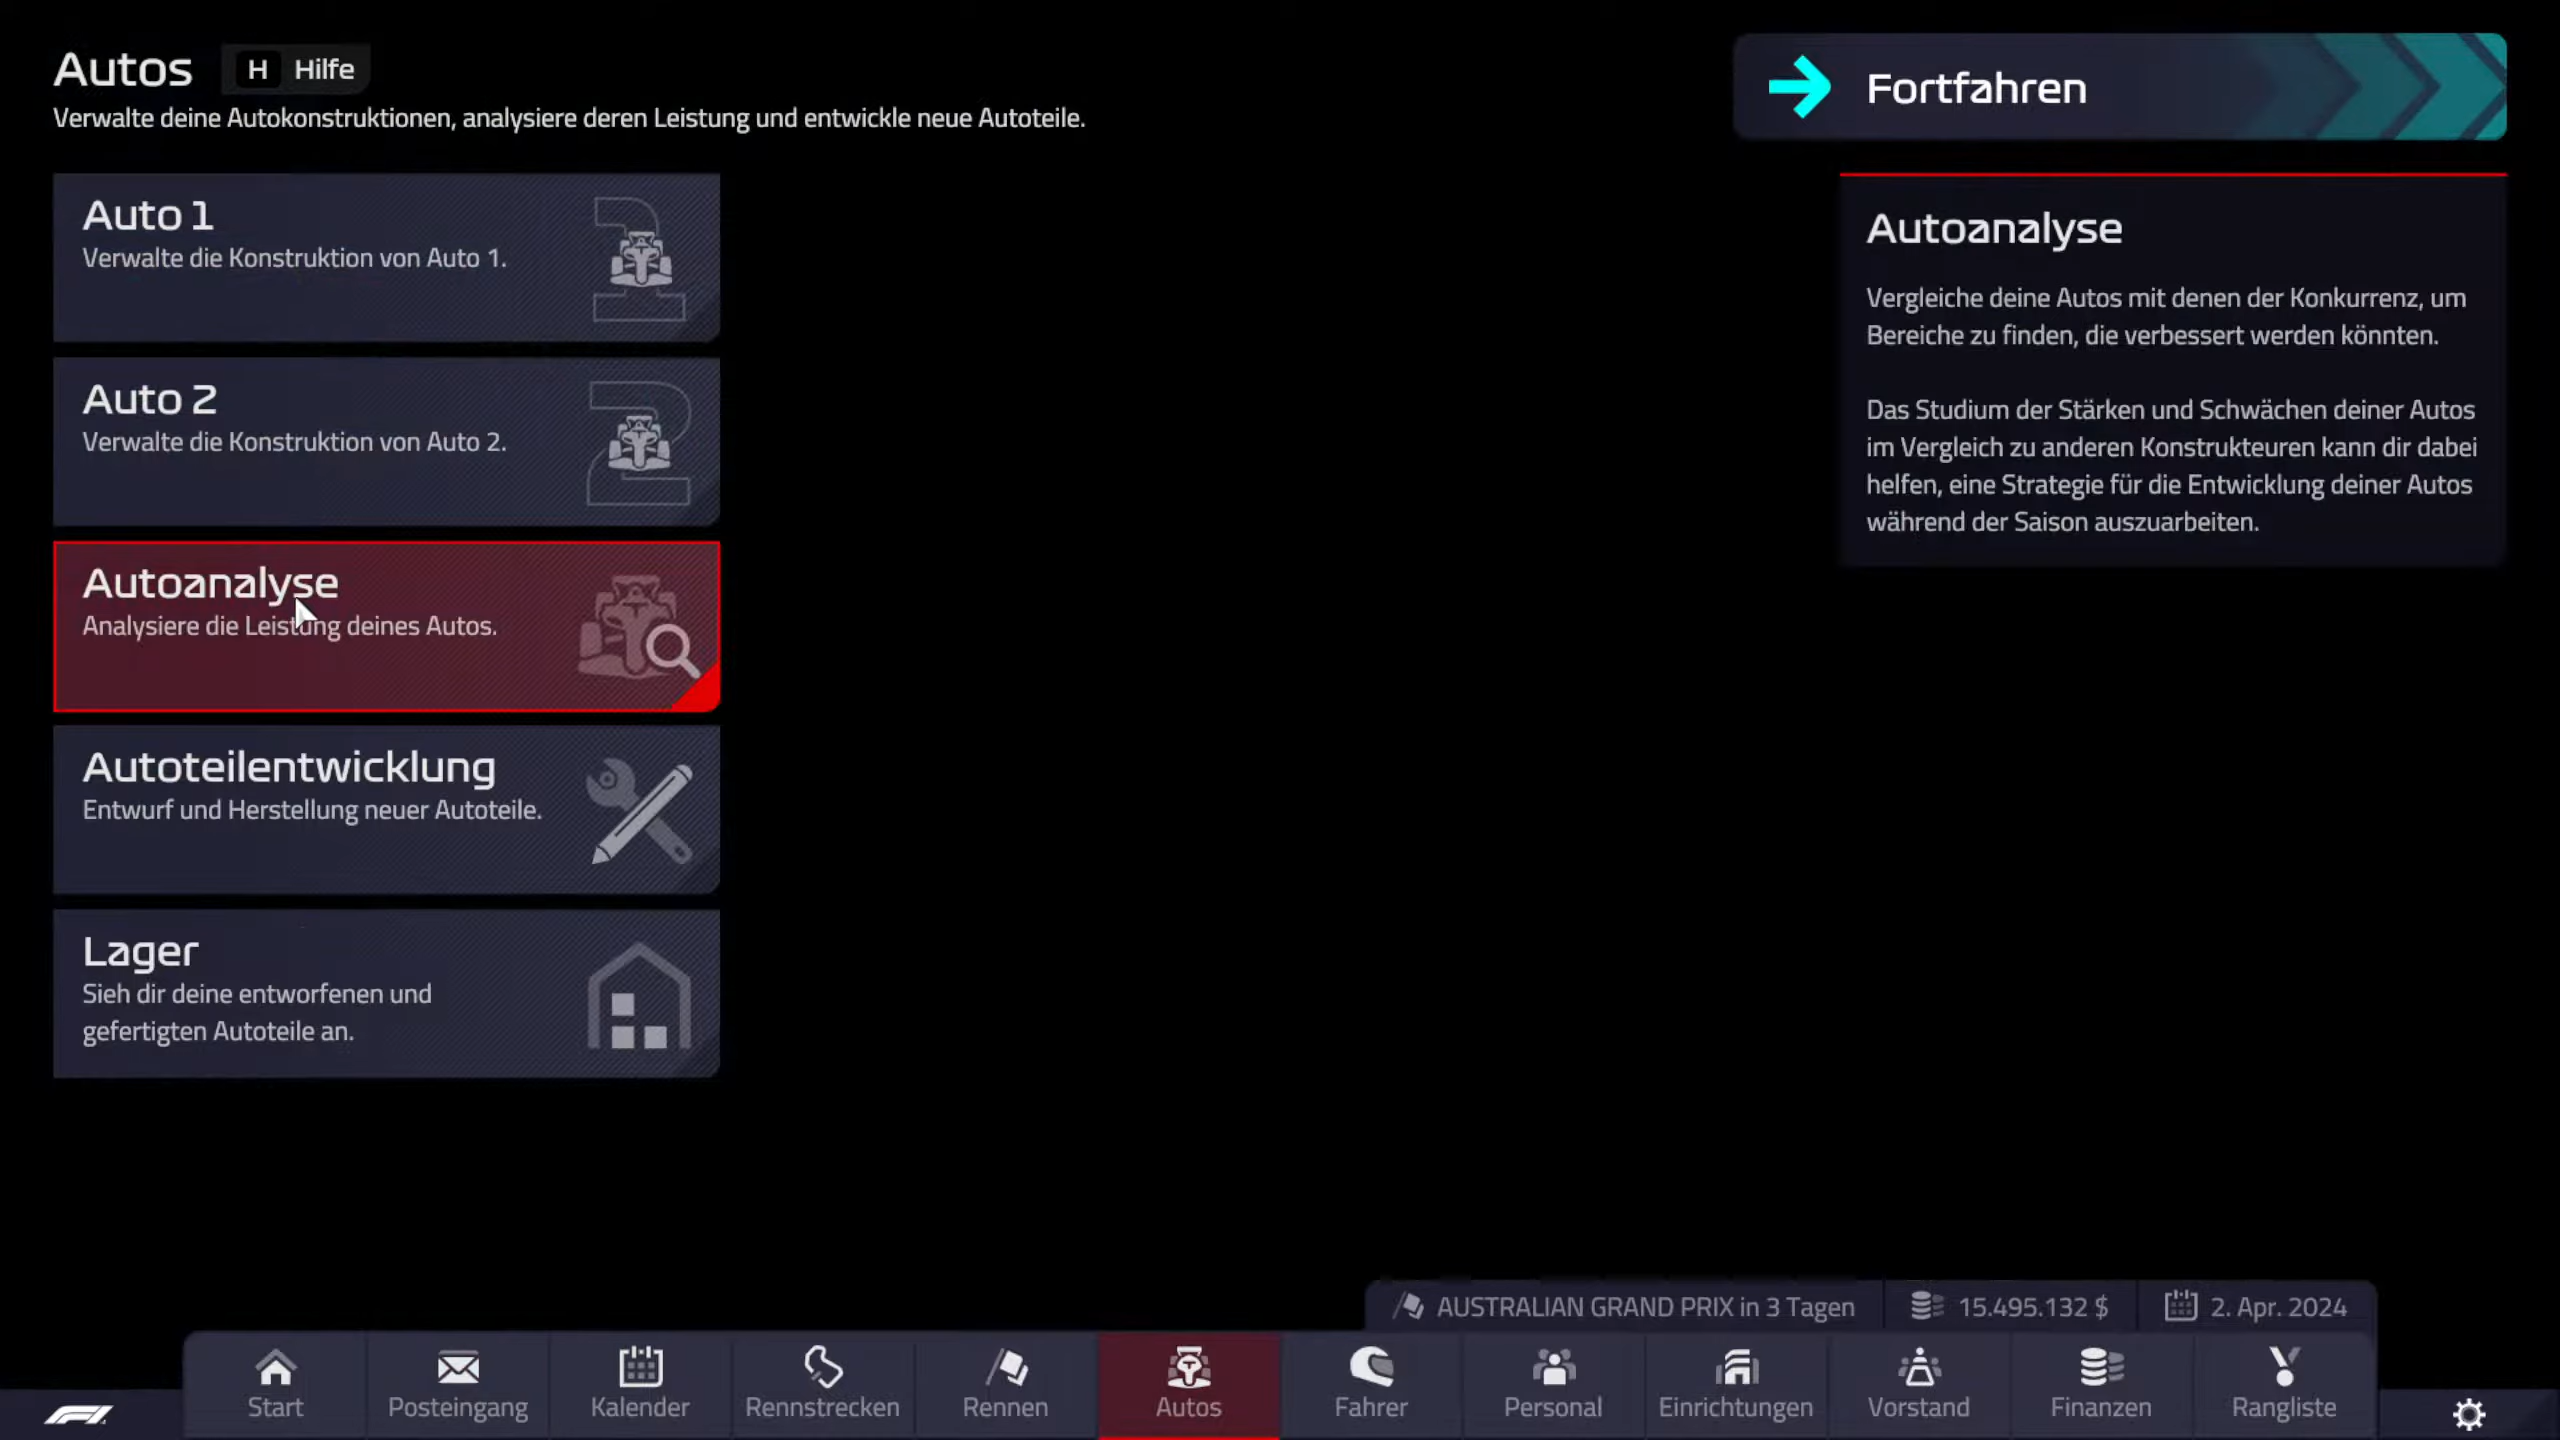 Autos
H Hilfe
Verwalte deine Autokonstruktionen, analysiere deren Leistung und entwickle neue Autoteile.
Fortfahren
Auto 1
Verwalte die Konstruktion von Auto 1.
Auto 2
Verwalte die Konstruktion von Auto 2.
Autoanalyse
Analysiere die Leistung deines Autos.
Autoteilentwicklung
Entwurf und Herstellung neuer Autoteile.
Lager
Sieh dir deine entworfenen und
gefertigten Autoteile an.
Autoanalyse
Vergleiche deine Autos mit denen der Konkurrenz, um
Bereiche zu finden, die verbessert werden könnten.
Das Studium der Stärken und Schwächen deiner Autos
im Vergleich zu anderen Konstrukteuren kann dir dabei
helfen, eine Strategie für die Entwicklung deiner Autos
während der Saison auszuarbeiten.
AUSTRALIAN GRAND PRIX in 3 Tagen
15.495.132 $
2. Apr. 2024
Start
Posteingang
Kalender
Rennstrecken
Rennen
Autos
Fahrer
Personal
Einrichtungen
Vorstand
Finanzen
Rangliste